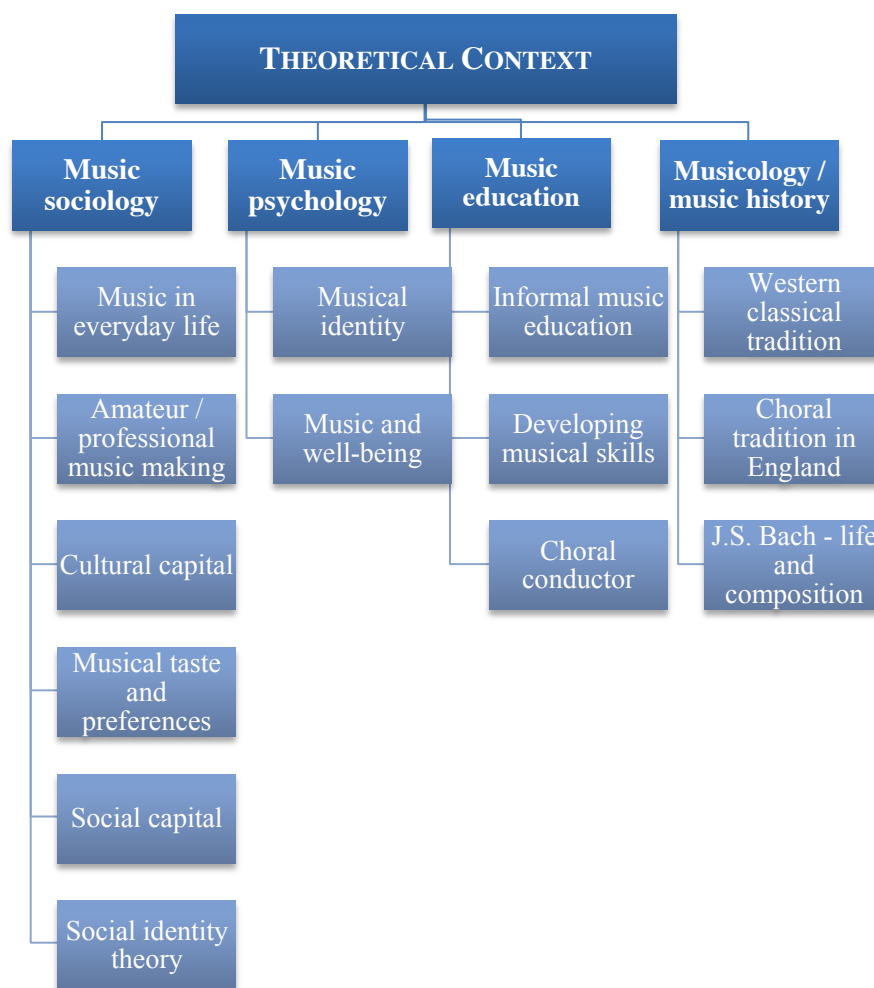 THEORETICAL CONTEXT
Music
sociology
Music
psychology
Music
education
Musicology /
music history
Music in
everyday life
Amateur /
professional
music making
Cultural capital
Musical taste
and
preferences
Social capital
Social identity
theory
Musical
identity
Music and
well-being
Informal music
education
Developing
musical skills
Choral
conductor
Western
classical
tradition
Choral
tradition in
England
J.S. Bach - life
and
composition